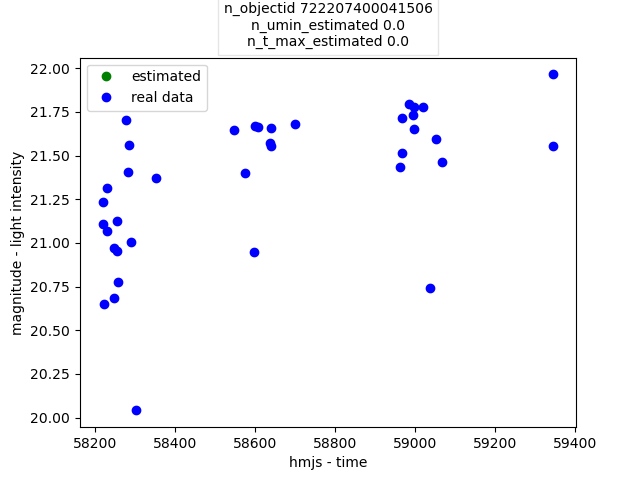 n_objectid 722207400041506
n_umin_estimated 0.0
n_t_max_estimated 0.0
estimated
real data
22.00
21.75
21.50
21.25
21.00
20.75
20.50
20.25
20.00
magnitude - light intensity
58200 58400 58600 58800 59000 59200 59400
hmjs - time